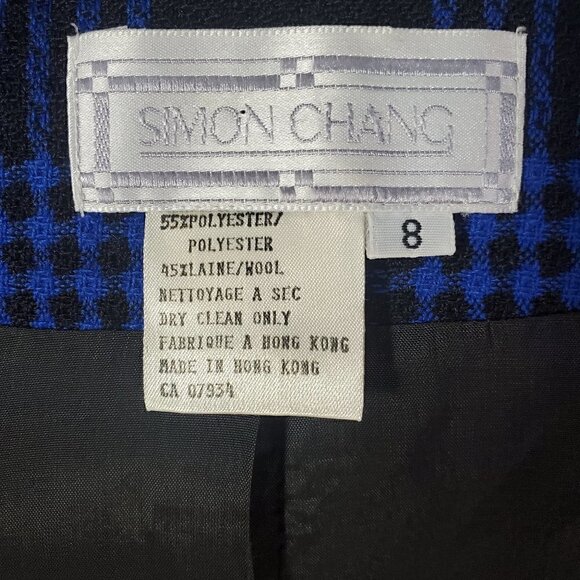 SIMON CHANG
55%POLYESTER/
POLYESTER
8
45%LAINE/WOOL
NETTOYAGE A SEC
DRY CLEAN ONLY
FABRIQUE A HONG KONG
MADE IN HONG KONG
CA 07934